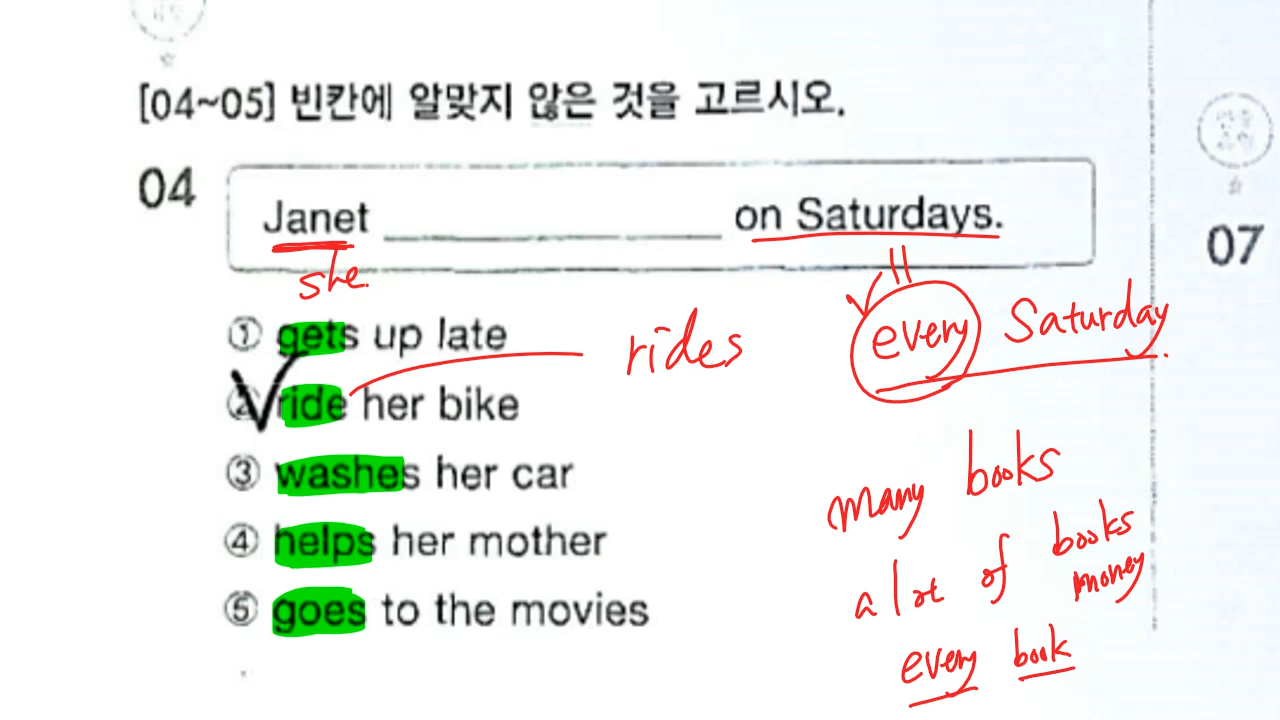 [04~05] 빈칸에 알맞지 않은 것을 고르시오.
04
Janet ____________ on Saturdays.
she.
07
① gets up late
rides
every Saturday.
② ride her bike
③ washes her car
many books
④ helps her mother
a lot of books
money
⑤ goes to the movies
every book